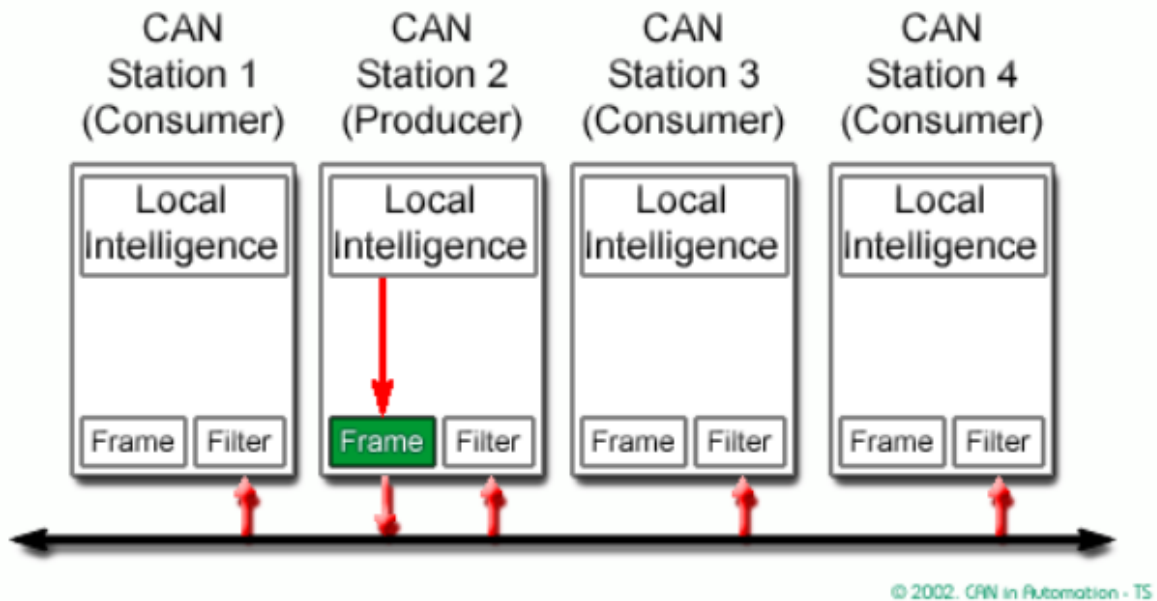 CAN
Station 1
(Consumer)
CAN
Station 2
(Producer)
CAN
Station 3
(Consumer)
CAN
Station 4
(Consumer)
Local
Intelligence
Local
Intelligence
Local
Intelligence
Local
Intelligence
Frame
Filter
Frame
Filter
Frame
Filter
Frame
Filter
© 2002. CAN in Automation - TS